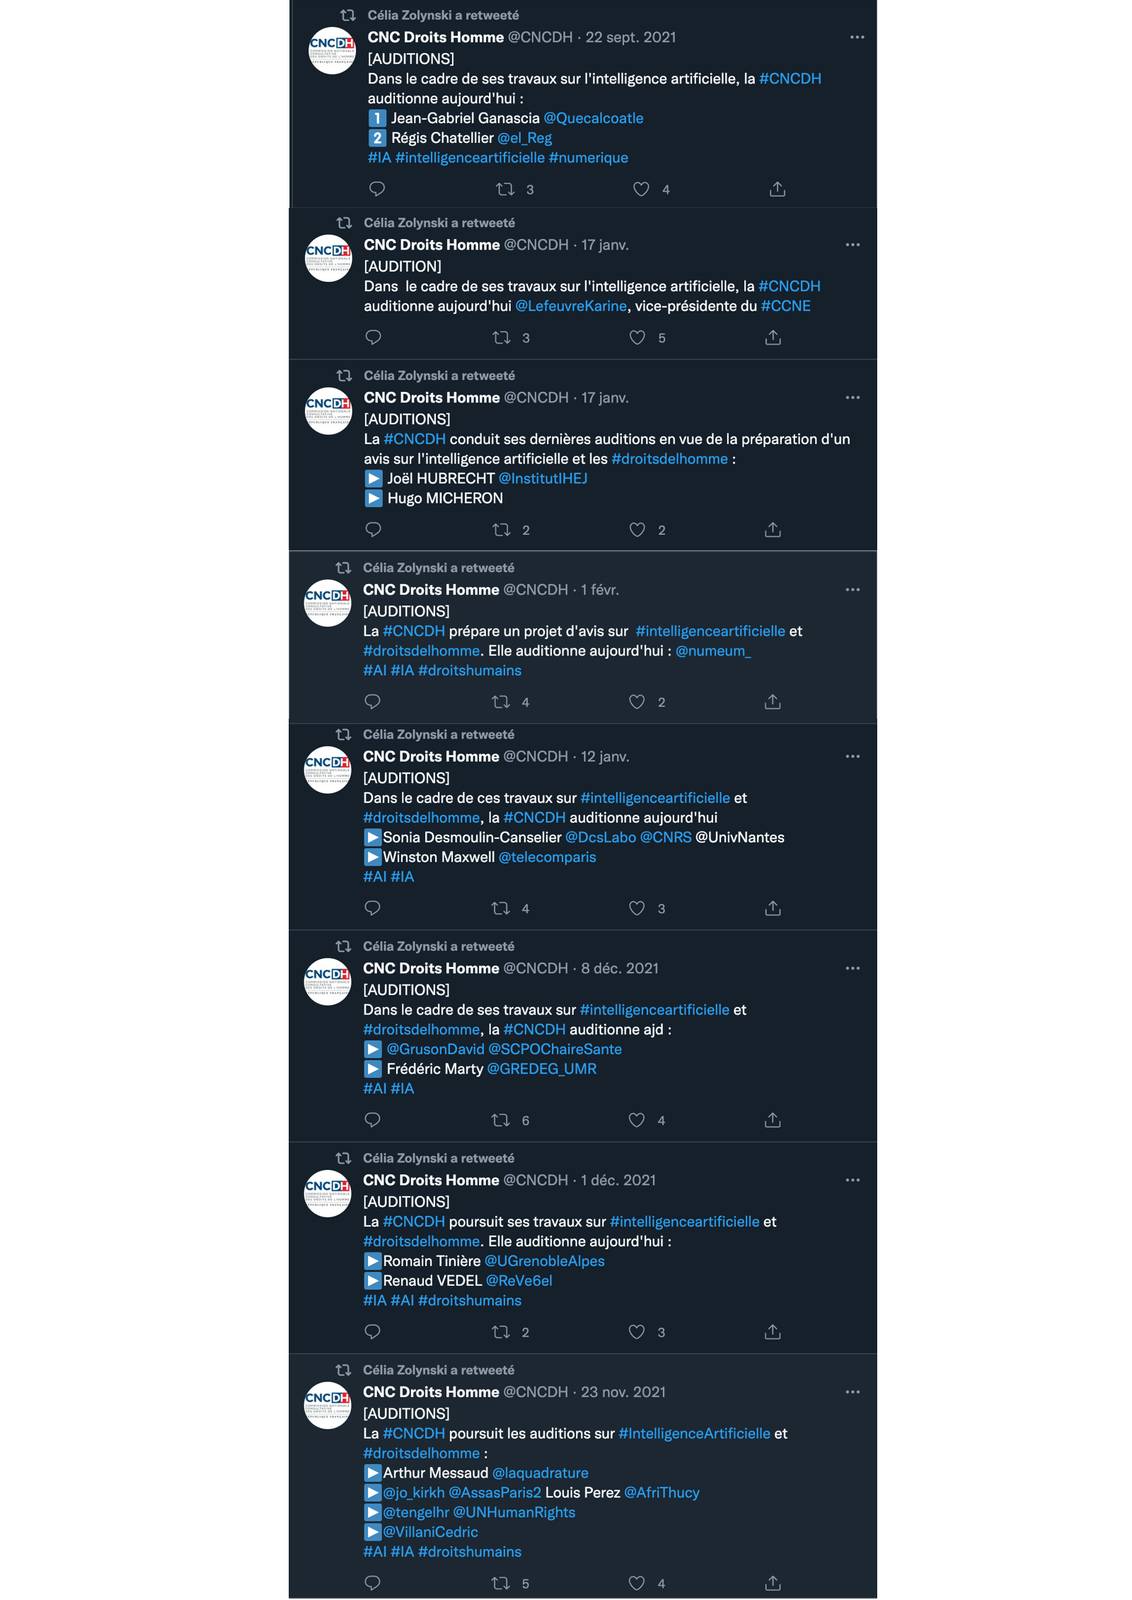 Célia Zolynski a retweeté
CNC Droits Homme @CNCDH · 22 sept. 2021
[AUDITIONS]
Dans le cadre de ses travaux sur l'intelligence artificielle, la #CNCDH
auditionne aujourd'hui :
1 Jean-Gabriel Ganascia @Quecalcoatle
2 Régis Chatellier @el_Reg
#IA #intelligenceartificielle #numerique
3 4
Célia Zolynski a retweeté
CNC Droits Homme @CNCDH · 17 janv.
[AUDITION]
Dans le cadre de ses travaux sur l'intelligence artificielle, la #CNCDH
auditionne aujourd'hui @LefeuvreKarine, vice-présidente du #CCNE
3 5
Célia Zolynski a retweeté
CNC Droits Homme @CNCDH · 17 janv.
[AUDITIONS]
La #CNCDH conduit ses dernières auditions en vue de la préparation d'un
avis sur l'intelligence artificielle et les #droitsdelhomme :
▶ Joël HUBRECHT @InstitutIHEJ
▶ Hugo MICHERON
2 2
Célia Zolynski a retweeté
CNC Droits Homme @CNCDH · 1 févr.
[AUDITIONS]
La #CNCDH prépare un projet d'avis sur #intelligenceartificielle et
#droitsdelhomme. Elle auditionne aujourd'hui : @numeum_
#AI #IA #droitshumains
4 2
Célia Zolynski a retweeté
CNC Droits Homme @CNCDH · 12 janv.
[AUDITIONS]
Dans le cadre de ces travaux sur #intelligenceartificielle et
#droitsdelhomme, la #CNCDH auditionne aujourd'hui
▶Sonia Desmoulin-Canselier @DcsLabo @CNRS @UnivNantes
▶Winston Maxwell @telecomparis
#AI #IA
4 3
Célia Zolynski a retweeté
CNC Droits Homme @CNCDH · 8 déc. 2021
[AUDITIONS]
Dans le cadre de ses travaux sur #intelligenceartificielle et
#droitsdelhomme, la #CNCDH auditionne ajd :
▶ @GrusonDavid @SCPOChaireSante
▶ Frédéric Marty @GREDEG_UMR
#AI #IA
6 4
Célia Zolynski a retweeté
CNC Droits Homme @CNCDH · 1 déc. 2021
[AUDITIONS]
La #CNCDH poursuit ses travaux sur #intelligenceartificielle et
#droitsdelhomme. Elle auditionne aujourd'hui :
▶Romain Tinière @UGrenobleAlpes
▶Renaud VEDEL @ReVe6el
#IA #AI #droitshumains
2 3
Célia Zolynski a retweeté
CNC Droits Homme @CNCDH · 23 nov. 2021
[AUDITIONS]
La #CNCDH poursuit les auditions sur #IntelligenceArtificielle et
#droitsdelhomme :
▶Arthur Messaud @laquadrature
▶@jo_kirkh @AssasParis2 Louis Perez @AfriThucy
▶@tengelhr @UNHumanRights
▶@VillaniCedric
#AI #IA #droitshumains
5 4